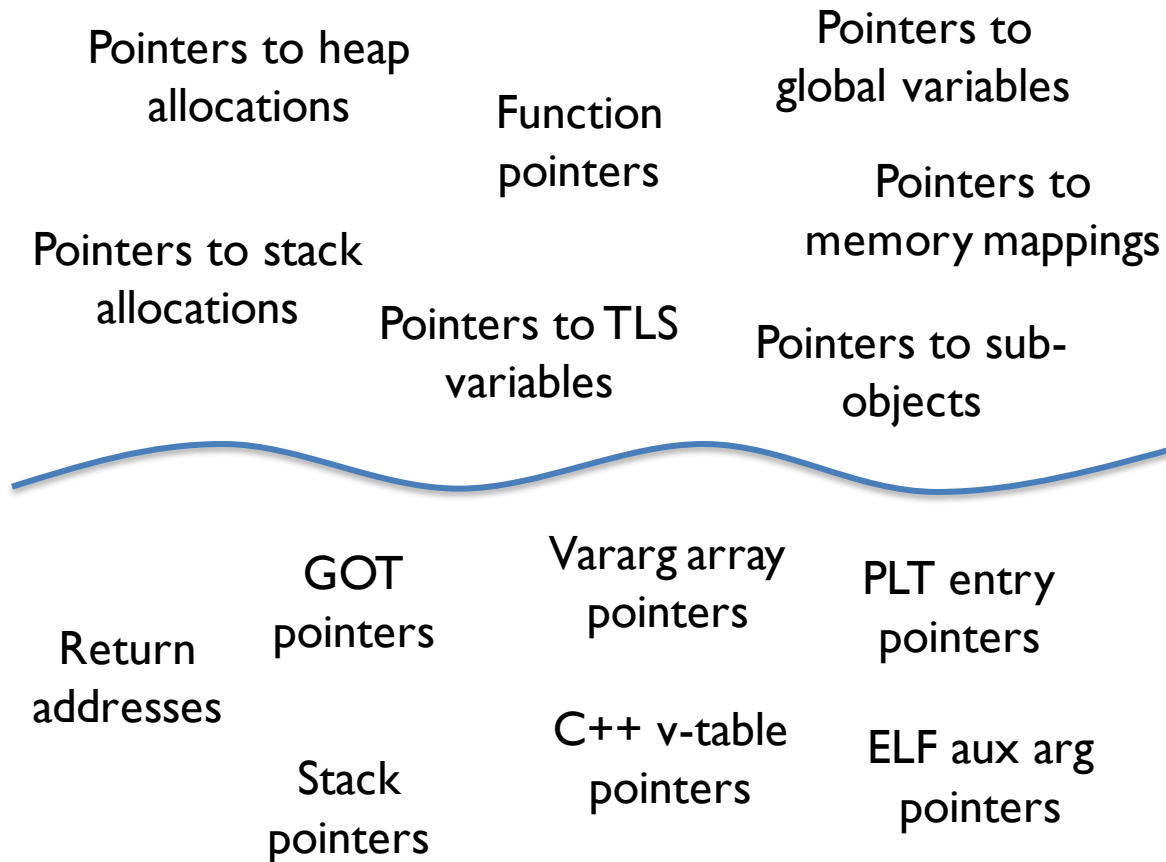 Pointers to heap
allocations
Function
pointers
Pointers to
global variables
Pointers to
memory mappings
Pointers to stack
allocations
Pointers to TLS
variables
Pointers to sub-
objects
Return
addresses
GOT
pointers
Vararg array
pointers
PLT entry
pointers
Stack
pointers
C++ v-table
pointers
ELF aux arg
pointers